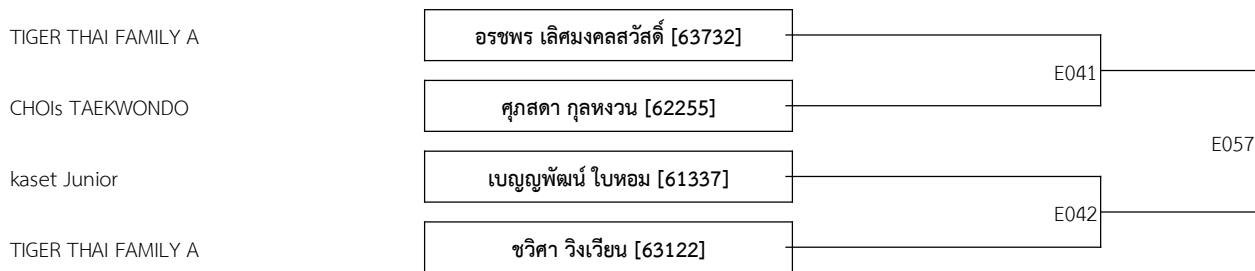 TIGER THAI FAMILY A อรชพร เลิศมงคลสวัสดิ์ [63732]
E041
CHOIs TAEKWONDO ศุภสดา กุลหงวน [62255]
E057
kaset Junior เบญญพัฒน์ ใบหอม [61337]
E042
TIGER THAI FAMILY A ชวิศา วิงเวียน [63122]